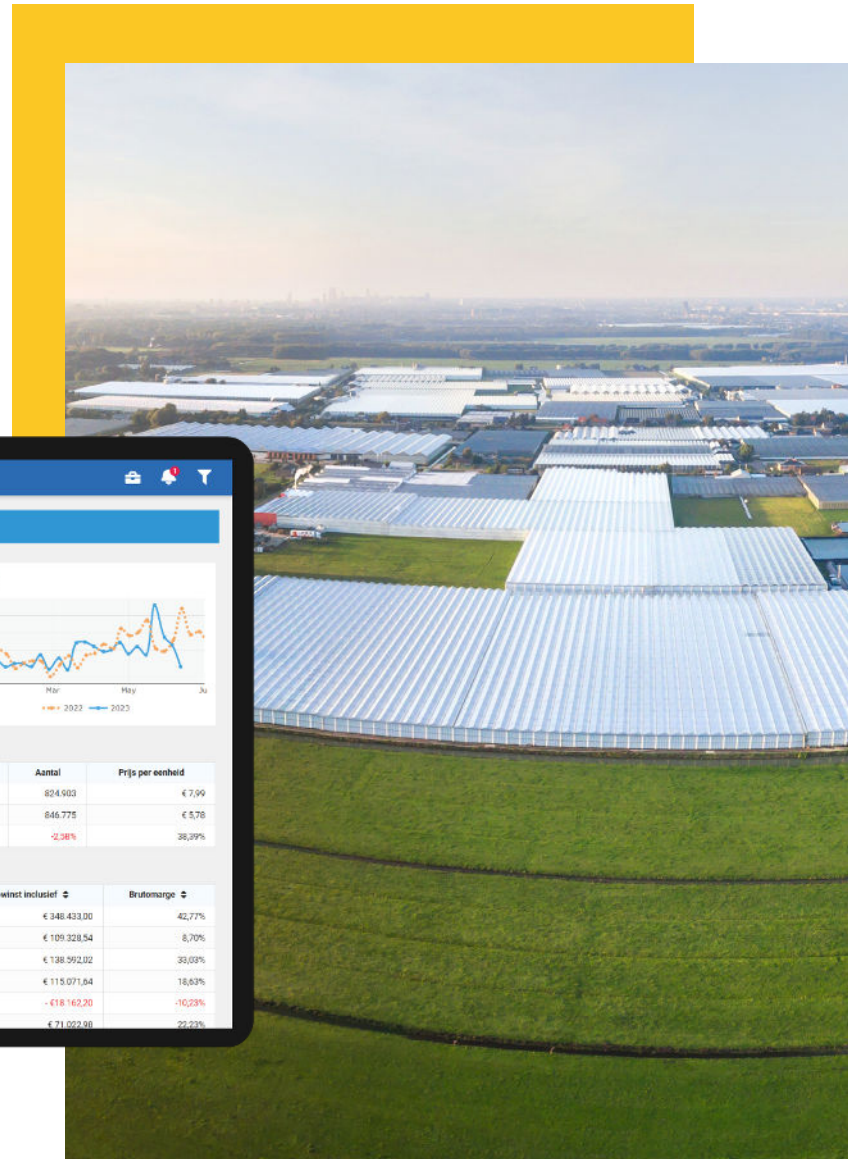 1
Mar May Ju
2022 2023
Aantal Prijs per eenheid
824.903 € 7,99
846.775 € 5,78
-2,58% 38,39%
winst inclusief Brutomarge
€ 348.433,00 42,77%
€ 109.328,54 8,70%
€ 138.592,02 33,03%
€ 115.071,64 18,63%
- €18.162,20 -10,23%
€ 71.022,90 22,23%